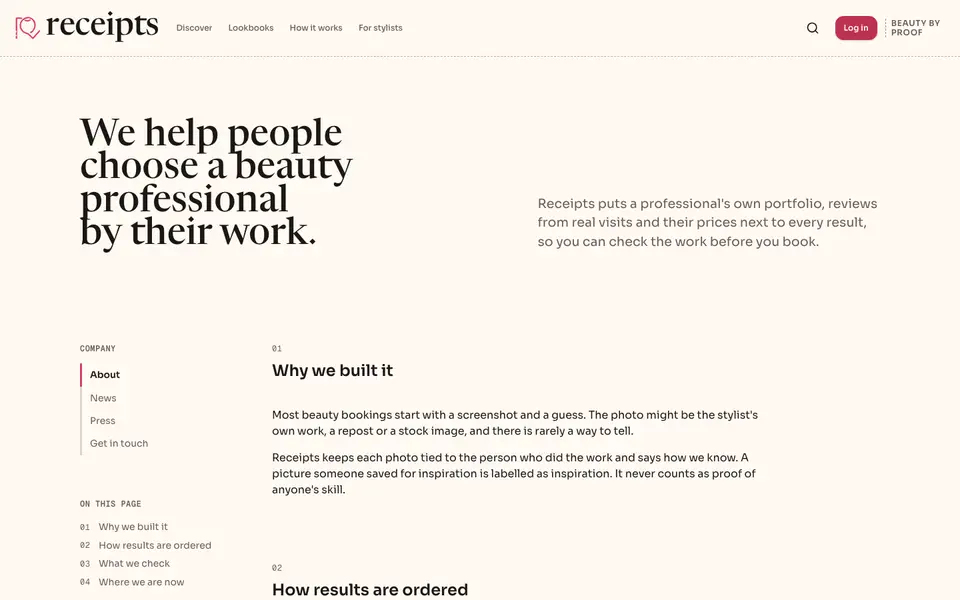 receipts
Discover
Lookbooks
How it works
For stylists
Log in
BEAUTY BY
PROOF
We help people
choose a beauty
professional
by their work.
Receipts puts a professional's own portfolio, reviews
from real visits and their prices next to every result,
so you can check the work before you book.
COMPANY
About
News
Press
Get in touch
ON THIS PAGE
01 Why we built it
02 How results are ordered
03 What we check
04 Where we are now
01
Why we built it
Most beauty bookings start with a screenshot and a guess. The photo might be the stylist's
own work, a repost or a stock image, and there is rarely a way to tell.
Receipts keeps each photo tied to the person who did the work and says how we know. A
picture someone saved for inspiration is labelled as inspiration. It never counts as proof of
anyone's skill.
02
How results are ordered